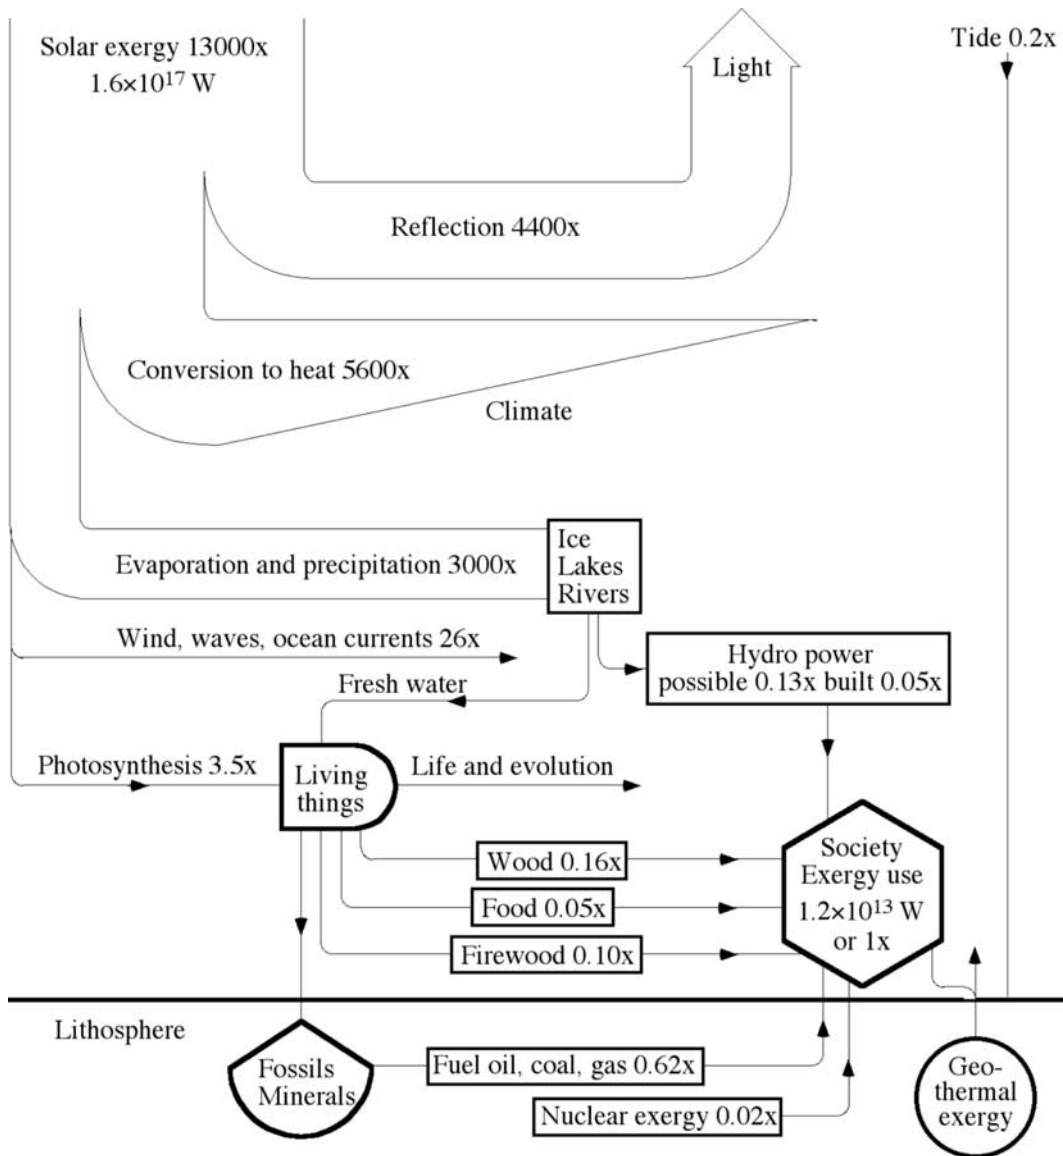 Solar exergy 13000x
1.6×10¹⁷ W
Light
Tide 0.2x
Reflection 4400x
Conversion to heat 5600x
Climate
Evaporation and precipitation 3000x
Ice
Lakes
Rivers
Wind, waves, ocean currents 26x
Hydro power
possible 0.13x built 0.05x
Fresh water
Photosynthesis 3.5x
Living
things
Life and evolution
Wood 0.16x
Food 0.05x
Firewood 0.10x
Society
Exergy use
1.2×10¹³ W
or 1x
Lithosphere
Fossils
Minerals
Fuel oil, coal, gas 0.62x
Nuclear exergy 0.02x
Geo-
thermal
exergy